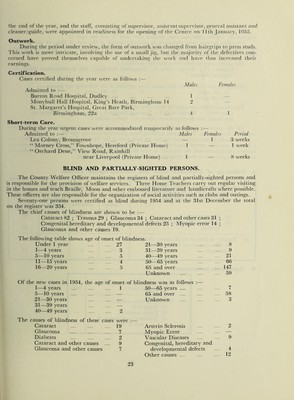 the end of the year, and the staff, consisting of supervisor, assistant supervisor, general assistant and
cleaner-guide, were appointed in readiness for the opening of the Centre on 11th January, 1955.
Outwork.
During the period under review, the form of outwork was changed from hairgrips to press studs.
This work is more intricate, involving the use of a small jig, but the majority of the defectives con-
cerned have proved themselves capable of undertaking the work and have thus increased their
earnings.
Certification.
Cases certified during the year were as follows :—
Males Females
Admitted to —
Burton Road Hospital, Dudley 1 —
Monyhull Hall Hospital, King's Heath, Birmingham 14 2 —
St. Margaret's Hospital, Great Barr Park,
Birmingham, 22a 4 1
Short-term Care.
During the year urgent cases were accommodated temporarily as follows :—
Admitted to :— Males Females Period
Lea Colony, Bromsgrove — 1 3 weeks
" Morney Cross," Fownhope, Hereford (Private Home) 1 — 1 week
" Orchard Dene," View Road, Rainhill
near Liverpool (Private Home) 1 — 8 weeks
BLIND AND PARTIALLY-SIGHTED PERSONS.
The County Welfare Officer maintains the registers of blind and partially-sighted persons and
is responsible for the provision of welfare services. Three Home Teachers carry out regular visiting
in the homes and teach Braille, Moon and other embossed literature and handicrafts where possible.
These officers are also responsible for the organization of social activities such as clubs and outings.
Seventy-one persons were certified as blind during 1954 and at the 31st December the total
on the register was 334.
The chief causes of blindness are shown to be :—
Cataract 82 ; Trauma 29 ; Glaucoma 34 ; Cataract and other cases 31 ;
Congenital hereditary and developmental defects 23 ; Myopic error 14 ;
Glaucoma and other causes 19.
The following table shows age of onset of blindness.
Under 1 year 27 21—30 years 8
1—4 years 3 31—39 years 9
5—10 years 5 40—49 years 21
11—15 years 4 50—65 years 66
16—20 years 5 65 and over 147
Unknown 39
Of the new cases in 1954, the age of onset of blindness was as follows :—
1—4 years 1 50—65 years 7
5—10 years — 65 and over 58
21—30 years — Unknown 3
31—39 years —
40—49 years 2
The causes of blindness of these cases were :—
Cataract 19 Arterio Sclerosis 2
Glaucoma 7 Myopic Error
Diabetes 2 Vascular Diseases 9
Cataract and other causes 9 Congenital, hereditary and
Glaucoma and other causes 7 developmental defects 4
Other causes 12
23